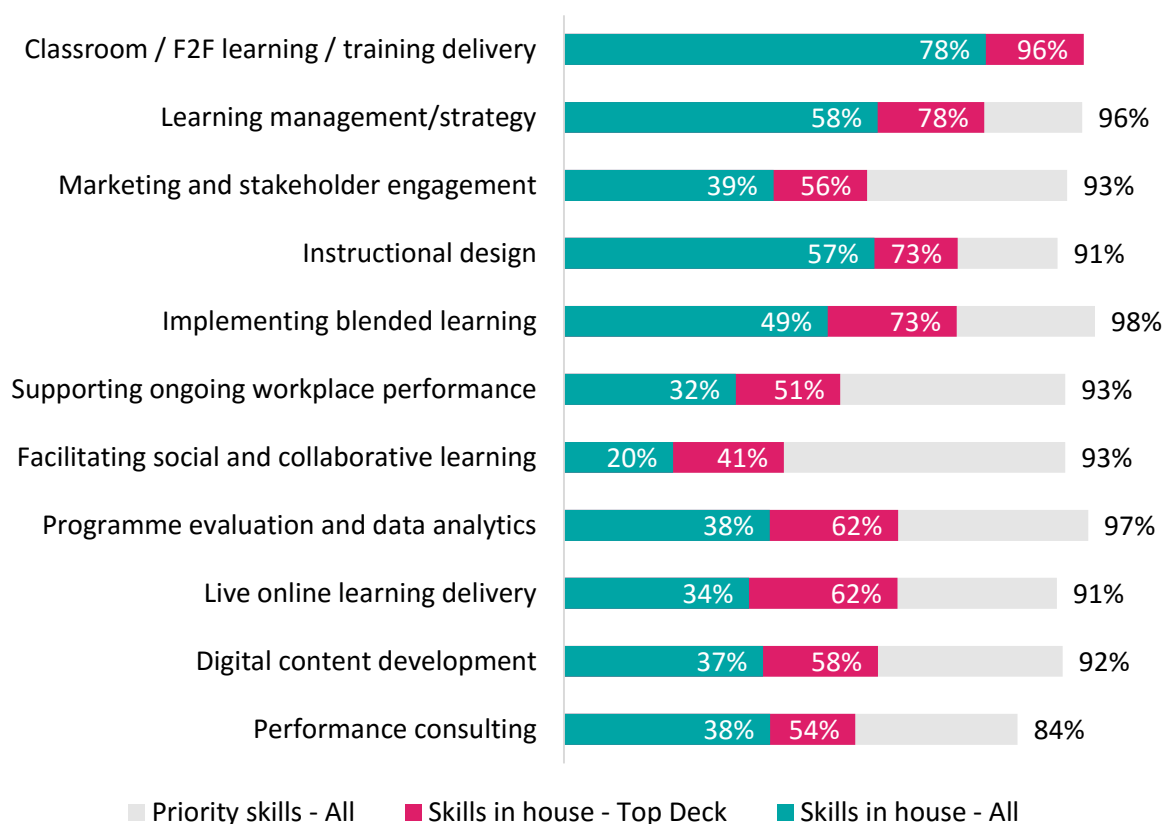 Classroom / F2F learning / training delivery 78% 96%
Learning management/strategy 58% 78% 96%
Marketing and stakeholder engagement 39% 56% 93%
Instructional design 57% 73% 91%
Implementing blended learning 49% 73% 98%
Supporting ongoing workplace performance 32% 51% 93%
Facilitating social and collaborative learning 20% 41% 93%
Programme evaluation and data analytics 38% 62% 97%
Live online learning delivery 34% 62% 91%
Digital content development 37% 58% 92%
Performance consulting 38% 54% 84%
Priority skills - All Skills in house - Top Deck Skills in house - All